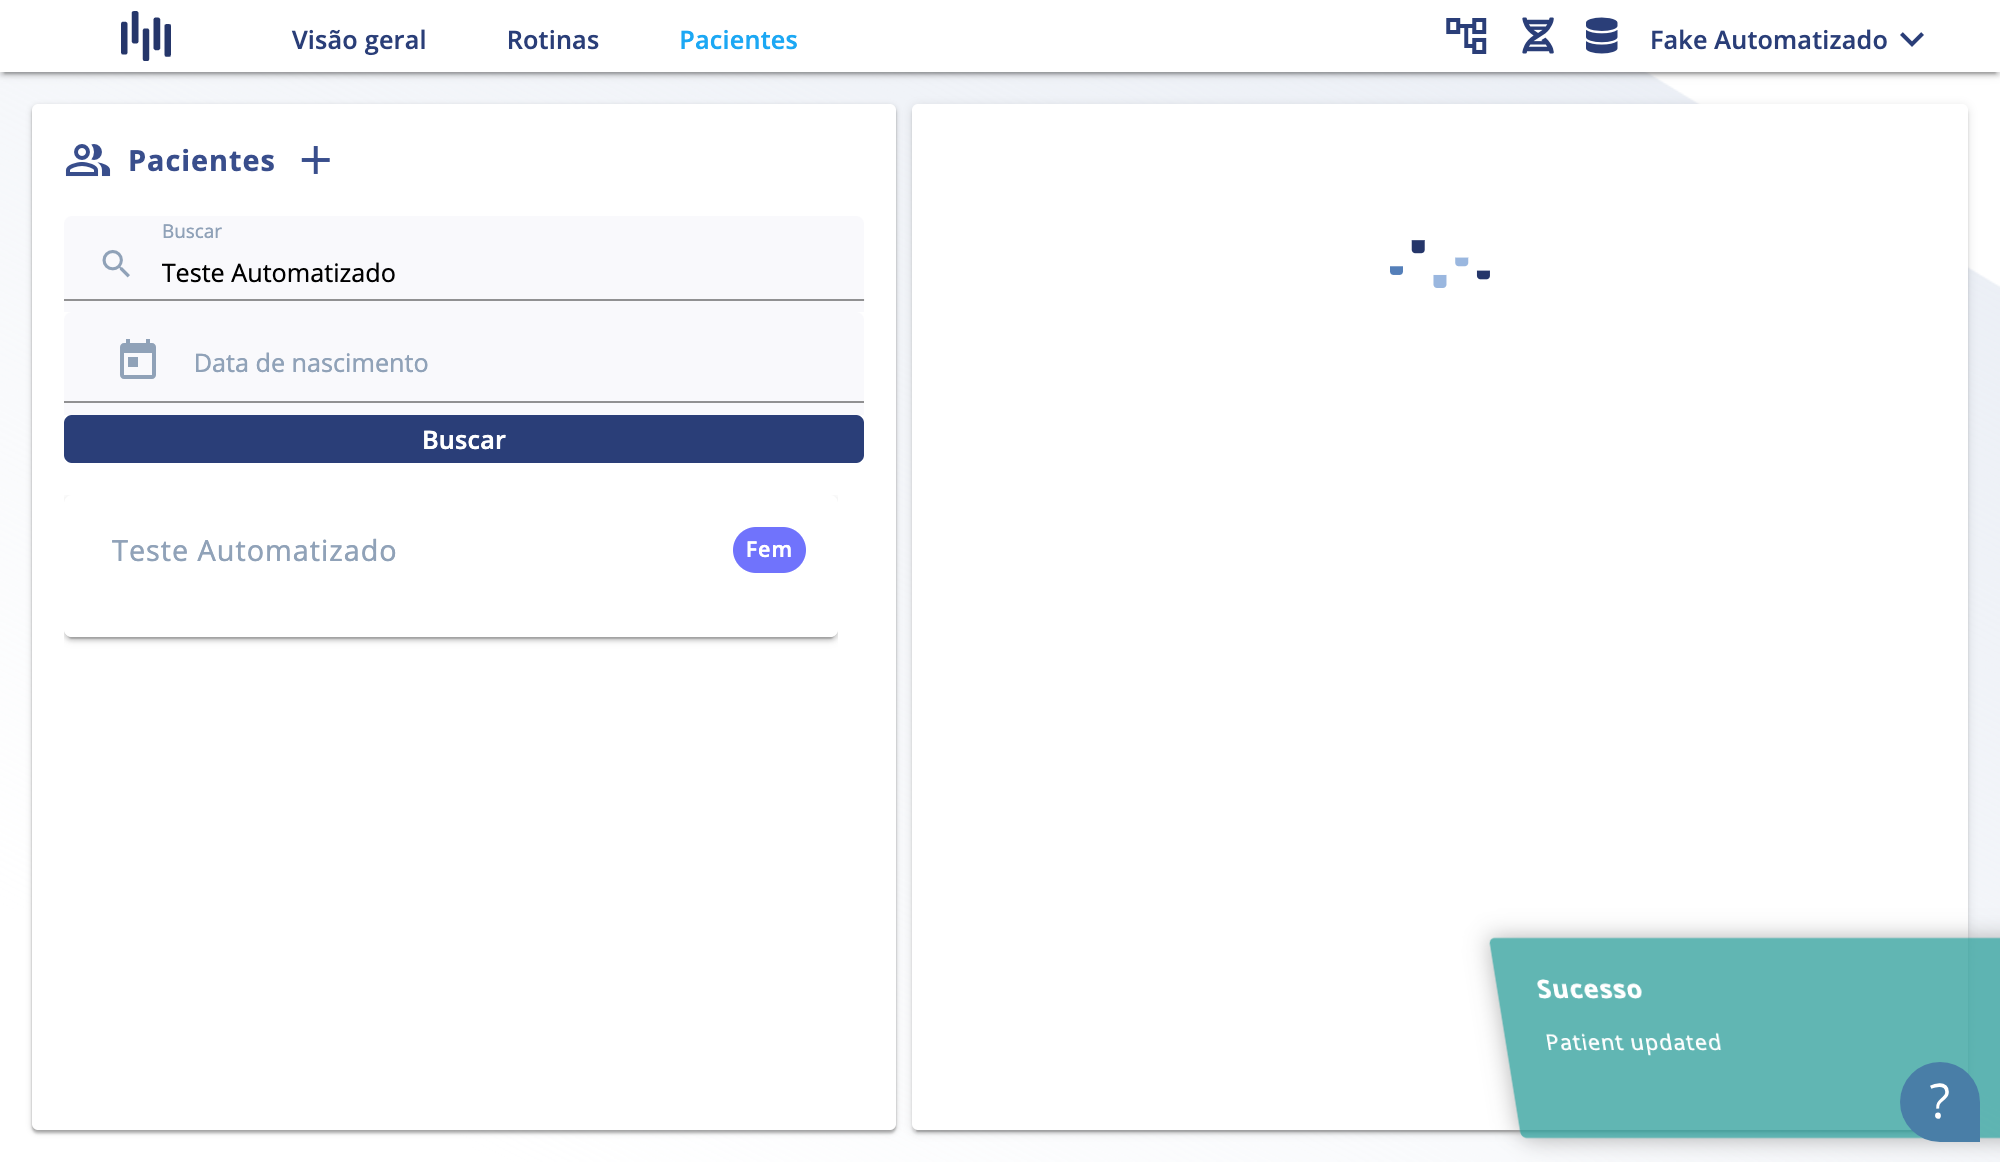 Visão geral
Rotinas
Pacientes
Fake Automatizado
Pacientes
Buscar
Teste Automatizado
Data de nascimento
Buscar
Teste Automatizado
Fem
Sucesso
Patient updated
?